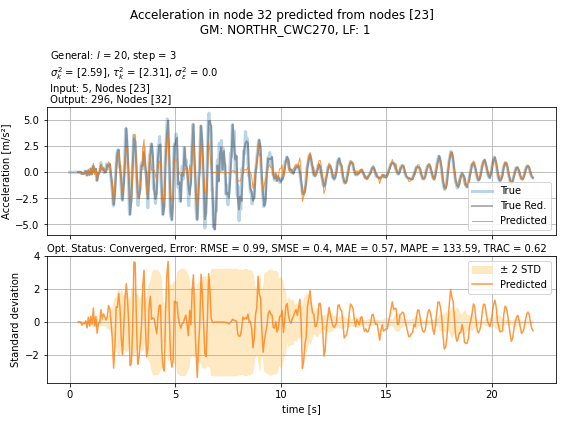 Acceleration in node 32 predicted from nodes [23]
GM: NORTHR_CWC270, LF: 1
General: l = 20, step = 3
σ²ₖ = [2.59], τ²ₖ = [2.31], σ²ε = 0.0
Input: 5, Nodes [23]
Output: 296, Nodes [32]
Acceleration [m/s²]
5.0
2.5
0.0
−2.5
−5.0
True
True Red.
Predicted
Opt. Status: Converged, Error: RMSE = 0.99, SMSE = 0.4, MAE = 0.57, MAPE = 133.59, TRAC = 0.62
Standard deviation
4
2
0
−2
± 2 STD
Predicted
0 5 10 15 20
time [s]